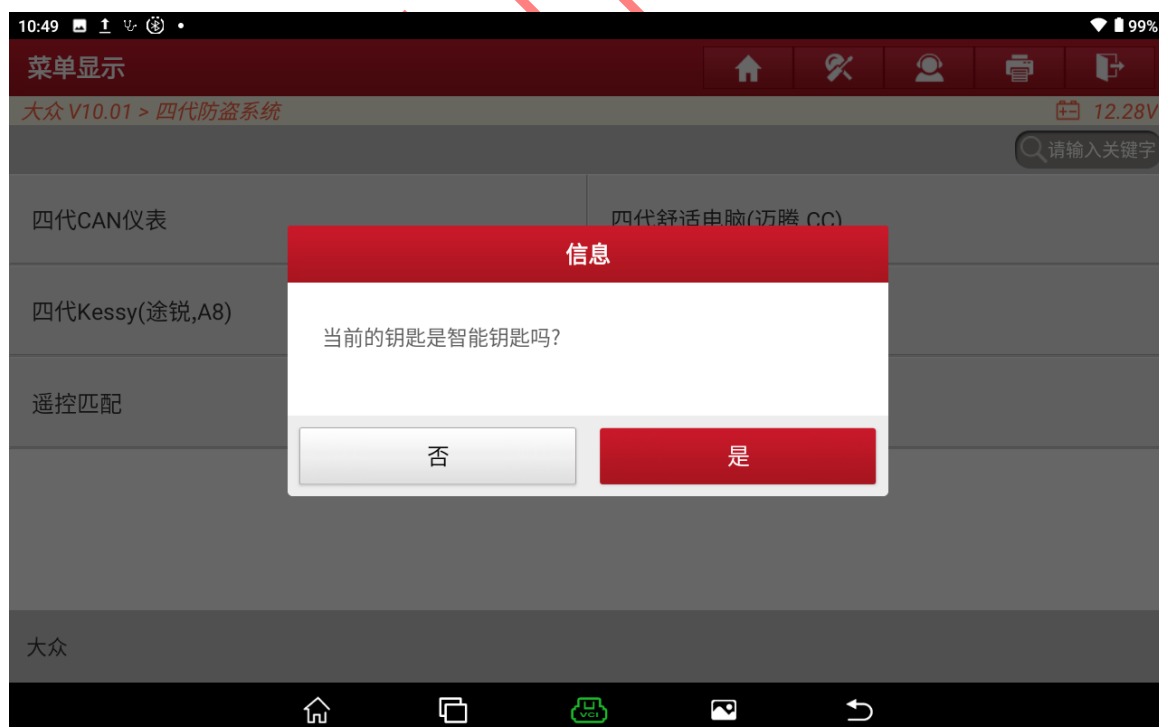 10:49
99%
菜单显示
大众 V10.01 > 四代防盗系统
12.28V
请输入关键字
四代CAN仪表
四代舒适电脑(迈腾,CC)
信息
四代Kessy(途锐,A8)
当前的钥匙是智能钥匙吗?
遥控匹配
否
是
大众
VCI